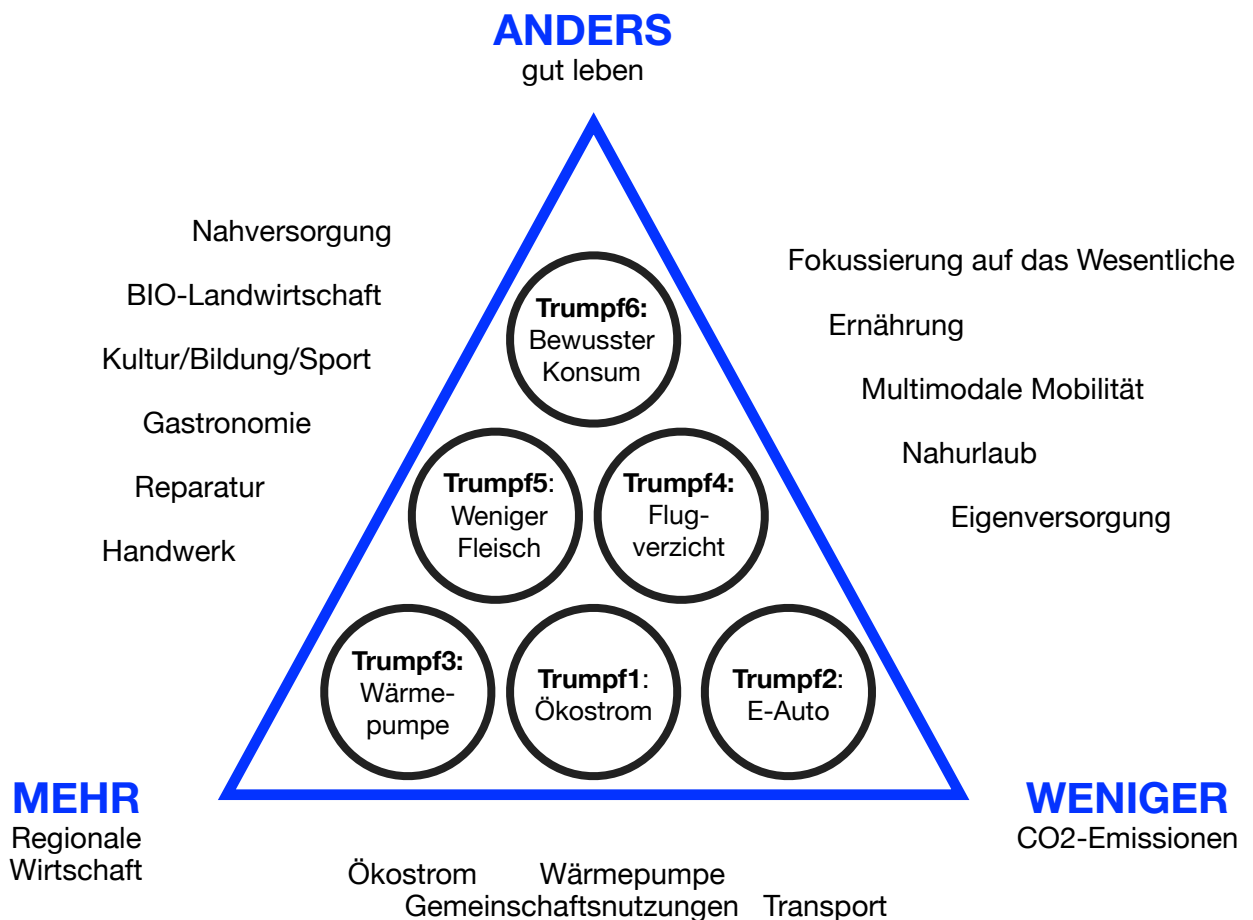 ANDERS
gut leben
Nahversorgung
BIO-Landwirtschaft
Kultur/Bildung/Sport
Gastronomie
Reparatur
Handwerk
Fokussierung auf das Wesentliche
Ernährung
Multimodale Mobilität
Nahurlaub
Eigenversorgung
Trumpf6:
Bewusster
Konsum
Trumpf5:
Weniger
Fleisch
Trumpf4:
Flug-
verzicht
Trumpf3:
Wärme-
pumpe
Trumpf1:
Ökostrom
Trumpf2:
E-Auto
MEHR
Regionale
Wirtschaft
WENIGER
CO2-Emissionen
Ökostrom Wärmepumpe
Gemeinschaftsnutzungen Transport